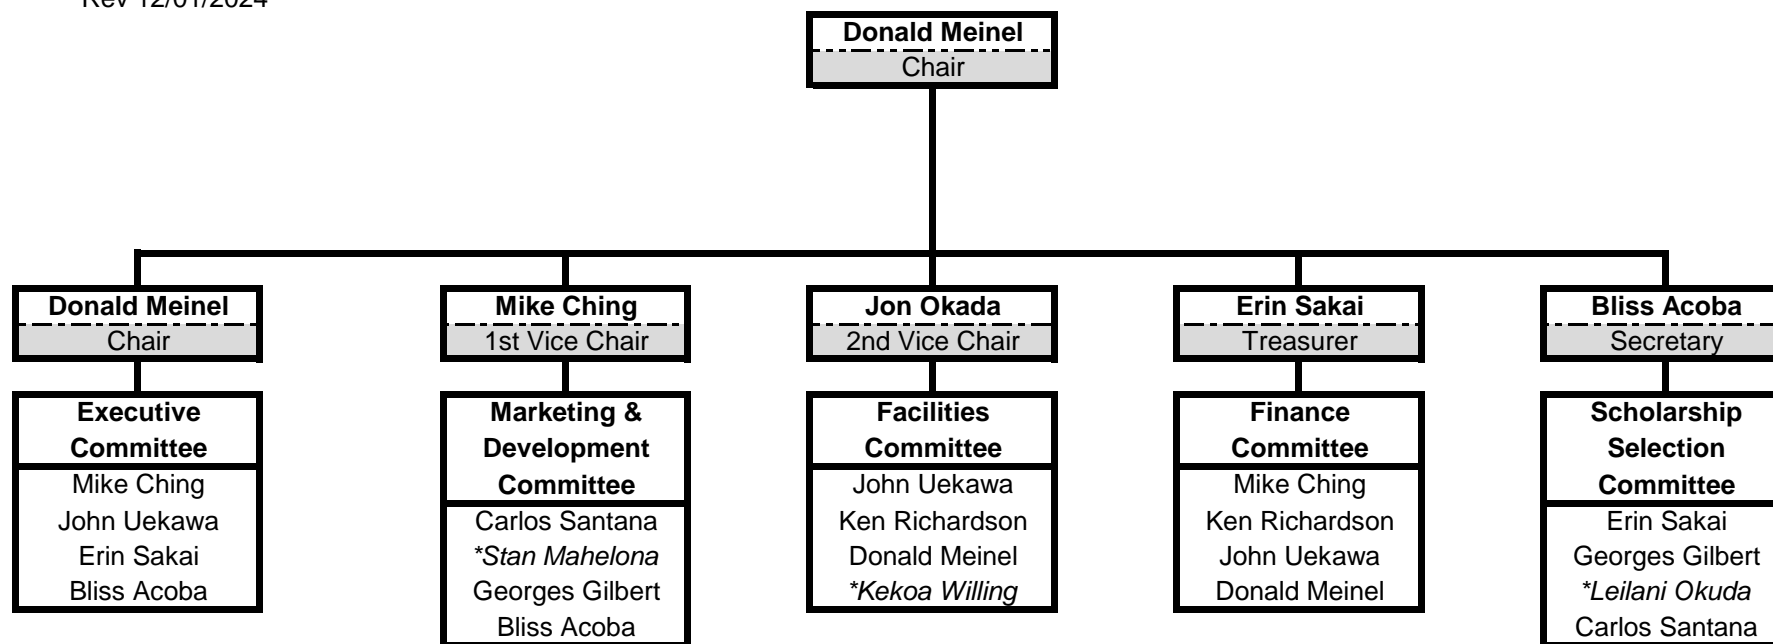 Rev 12/01/2024
Donald Meinel
Chair
Donald Meinel
Chair
Executive
Committee
Mike Ching
John Uekawa
Erin Sakai
Bliss Acoba
Mike Ching
1st Vice Chair
Marketing &
Development
Committee
Carlos Santana
*Stan Mahelona
Georges Gilbert
Bliss Acoba
Jon Okada
2nd Vice Chair
Facilities
Committee
John Uekawa
Ken Richardson
Donald Meinel
*Kekoa Willing
Erin Sakai
Treasurer
Finance
Committee
Mike Ching
Ken Richardson
John Uekawa
Donald Meinel
Bliss Acoba
Secretary
Scholarship
Selection
Committee
Erin Sakai
Georges Gilbert
*Leilani Okuda
Carlos Santana